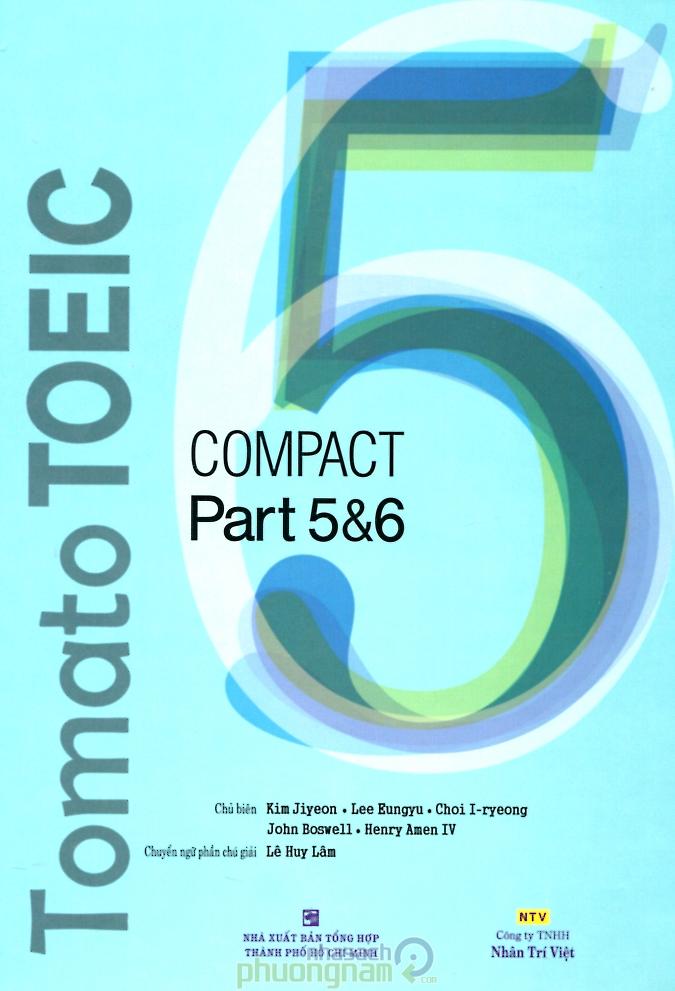 Tomato TOEIC
COMPACT
Part 5&6
Chủ biên Kim Jiyeon • Lee Eungyu • Choi I-ryeong
John Boswell • Henry Amen IV
Chuyển ngữ phần chú giải Lê Huy Lâm
NHÀ XUẤT BẢN TỔNG HỢP
THÀNH PHỐ HỒ CHÍ MINH
NTV
Công ty TNHH
Nhân Trí Việt
nhasach
phuongnam
.com